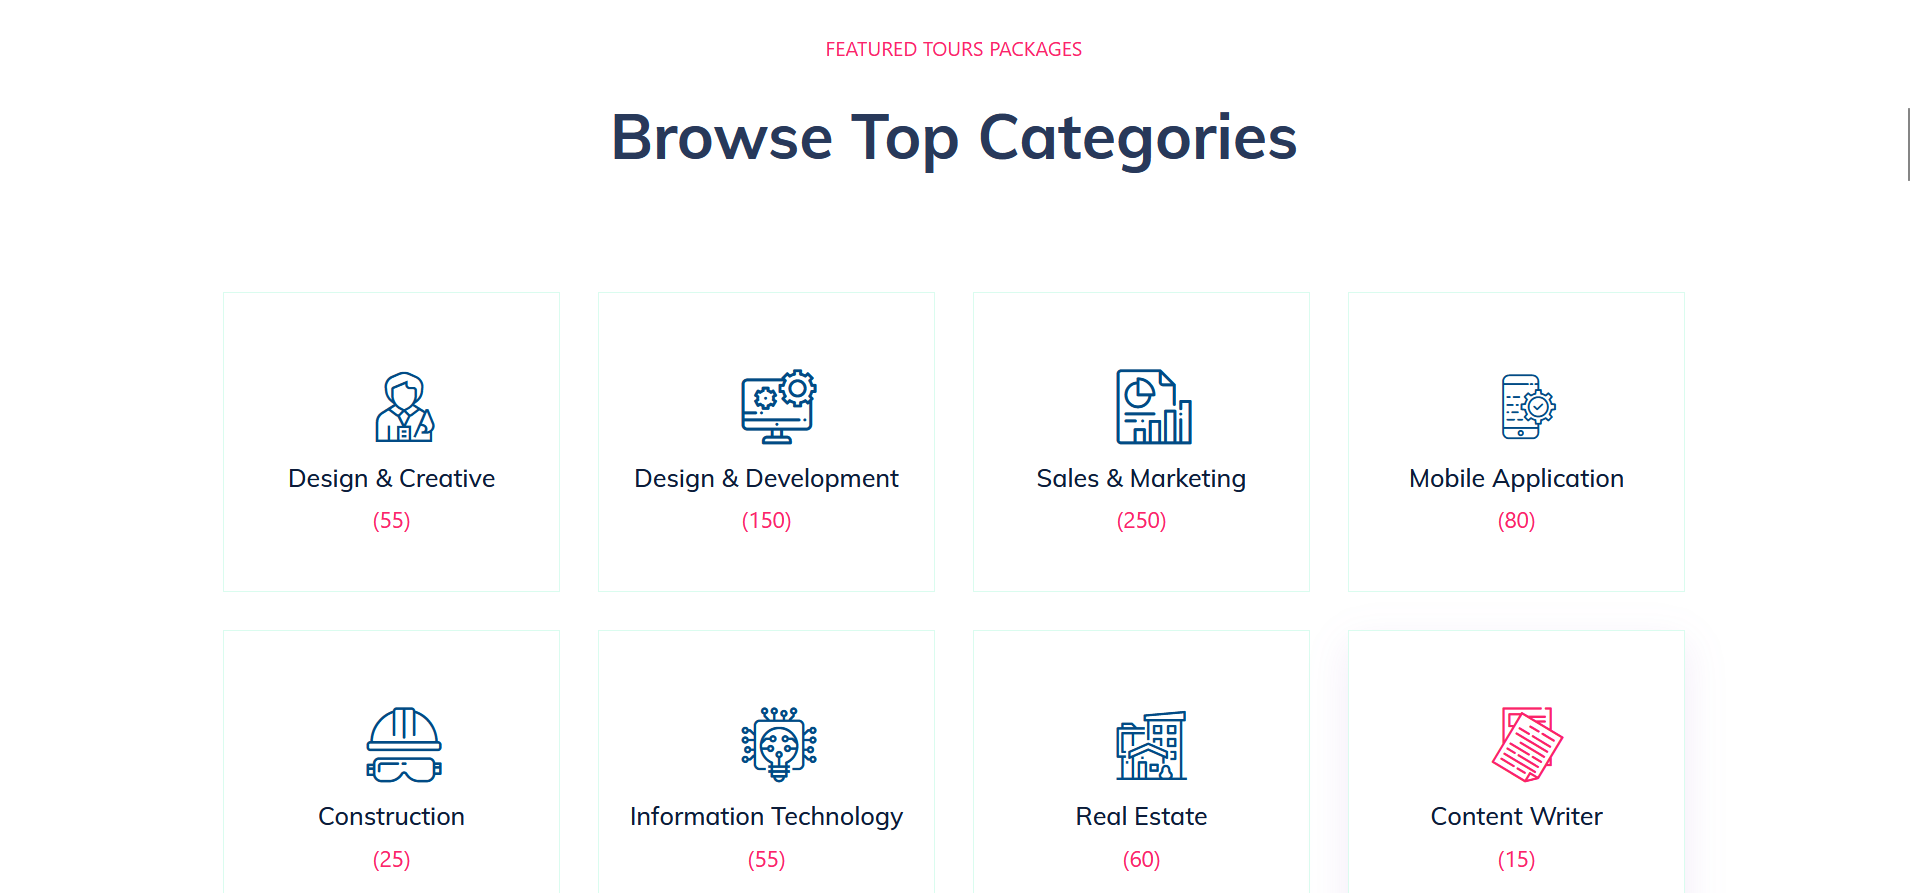 FEATURED TOURS PACKAGES
Browse Top Categories
Design & Creative
(55)
Design & Development
(150)
Sales & Marketing
(250)
Mobile Application
(80)
Construction
(25)
Information Technology
(55)
Real Estate
(60)
Content Writer
(15)